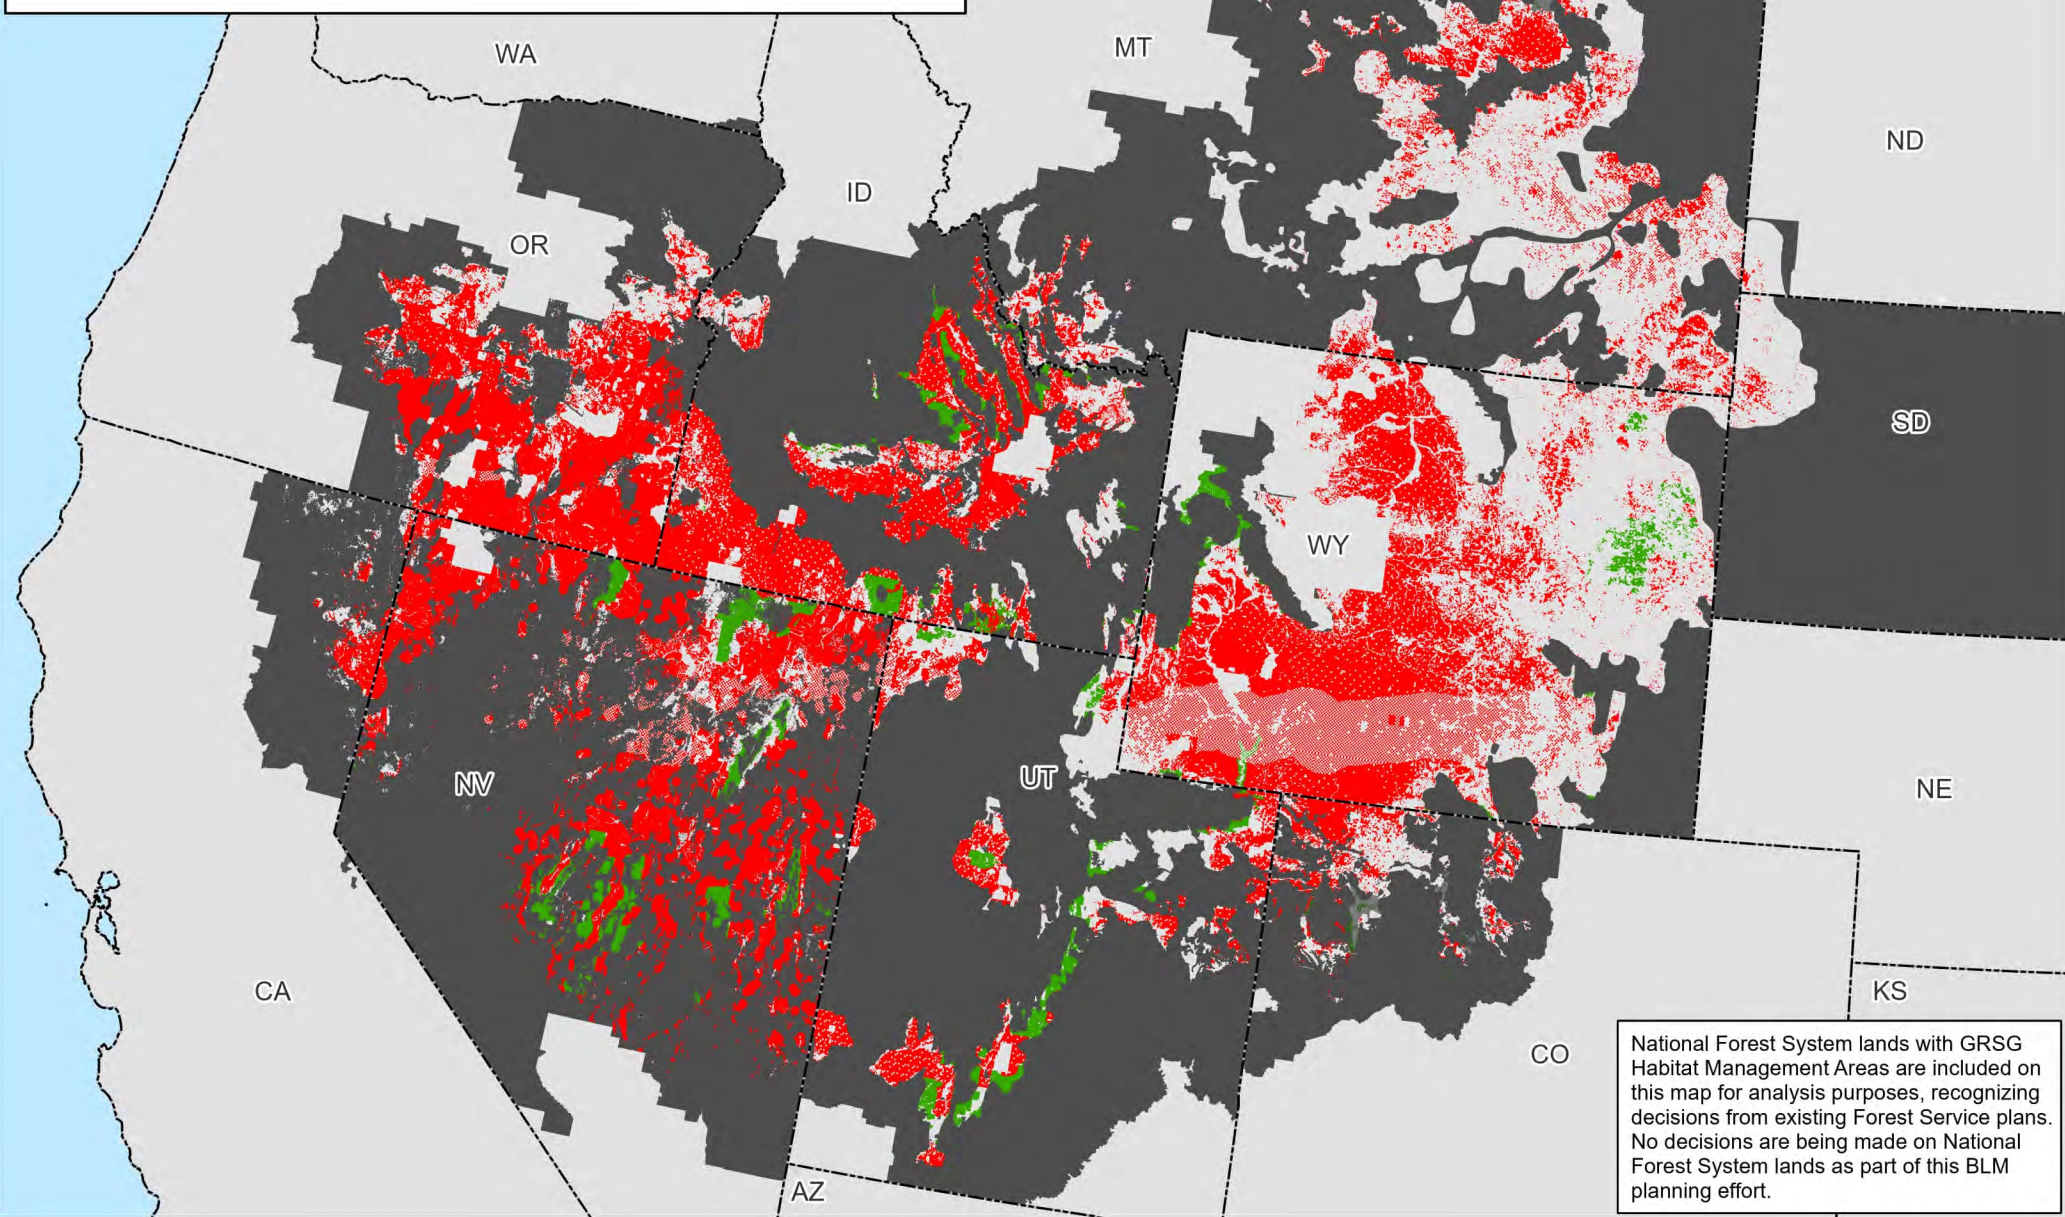 WA
MT
ND
ID
OR
SD
WY
NV
UT
NE
CA
KS
CO
AZ
National Forest System lands with GRSG
Habitat Management Areas are included on
this map for analysis purposes, recognizing
decisions from existing Forest Service plans.
No decisions are being made on National
Forest System lands as part of this BLM
planning effort.